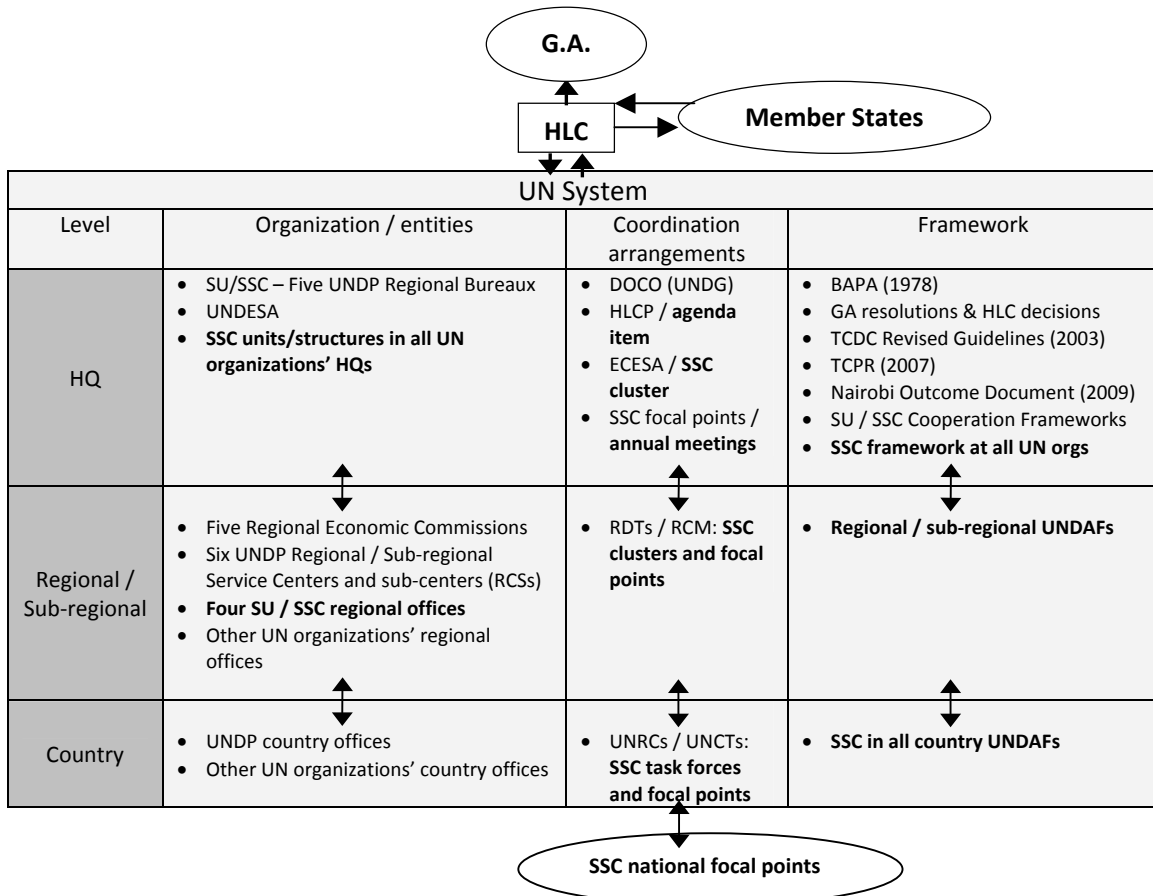 G.A.
HLC
Member States
UN System
Level
Organization / entities
Coordination
arrangements
Framework
HQ
• SU/SSC – Five UNDP Regional Bureaux
• UNDESA
• SSC units/structures in all UN
organizations’ HQs
• DOCO (UNDG)
• HLCP / agenda
item
• ECESA / SSC
cluster
• SSC focal points /
annual meetings
• BAPA (1978)
• GA resolutions & HLC decisions
• TCDC Revised Guidelines (2003)
• TCPR (2007)
• Nairobi Outcome Document (2009)
• SU / SSC Cooperation Frameworks
• SSC framework at all UN orgs
Regional /
Sub-regional
• Five Regional Economic Commissions
• Six UNDP Regional / Sub-regional
Service Centers and sub-centers (RCSs)
• Four SU / SSC regional offices
• Other UN organizations’ regional
offices
• RDTs / RCM: SSC
clusters and focal
points
• Regional / sub-regional UNDAFs
Country
• UNDP country offices
• Other UN organizations’ country offices
• UNRCs / UNCTs:
SSC task forces
and focal points
• SSC in all country UNDAFs
SSC national focal points